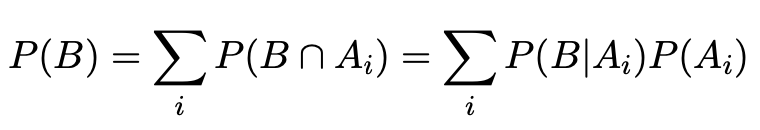 P(B) = ∑_i P(B ∩ A_i) = ∑_i P(B|A_i)P(A_i)